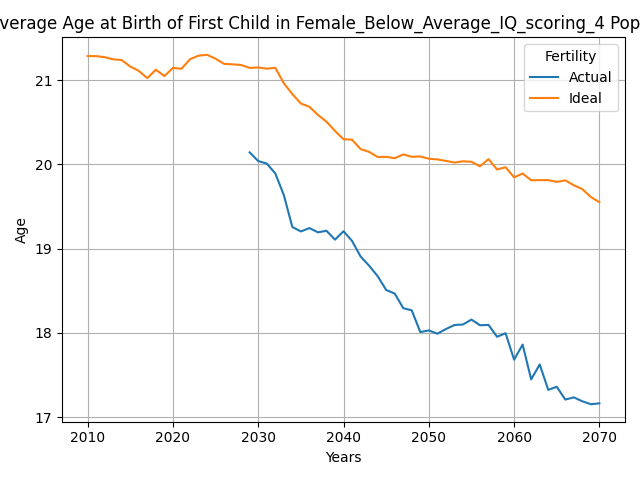 verage Age at Birth of First Child in Female_Below_Average_IQ_scoring_4 Pop
Fertility
Actual
Ideal
Age
21
20
19
18
17
2010 2020 2030 2040 2050 2060 2070
Years